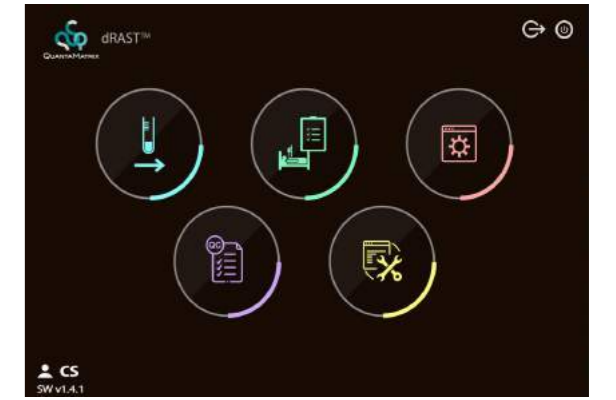 dRAST™
QUANTAMATRIX
QC
CS
SW v1.4.1